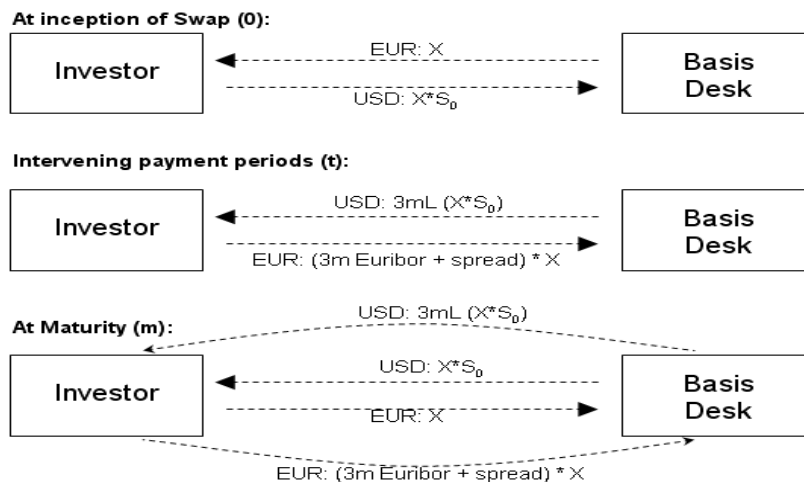 At inception of Swap (0):
EUR: X
Investor
Basis
Desk
USD: X*S₀
Intervening payment periods (t):
USD: 3mL (X*S₀)
Investor
Basis
Desk
EUR: (3m Euribor + spread) * X
USD: 3mL (X*S₀)
At Maturity (m):
USD: X*S₀
Investor
Basis
Desk
EUR: X
EUR: (3m Euribor + spread) * X